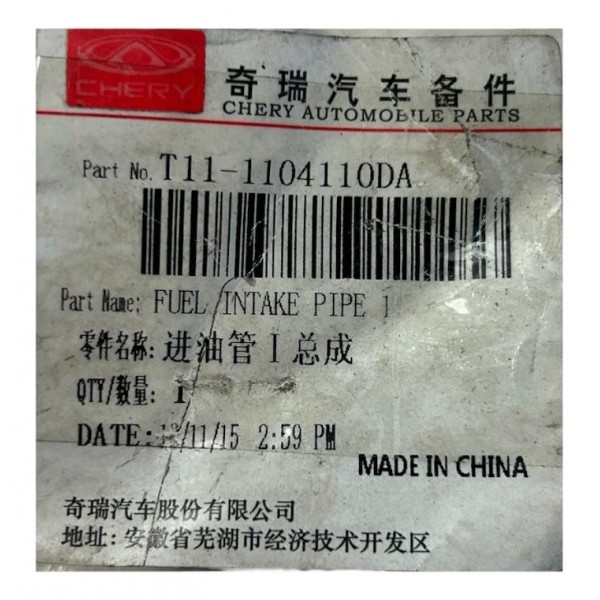 CHERY
奇瑞汽车备件
CHERY AUTOMOBILE PARTS
Part No. T11-1104110DA
Part Name: FUEL INTAKE PIPE 1
零件名称: 进油管 I 总成
QTY/数量: 1
DATE: /11/15 2:59 PM
MADE IN CHINA
奇瑞汽车股份有限公司
地址: 安徽省芜湖市经济技术开发区